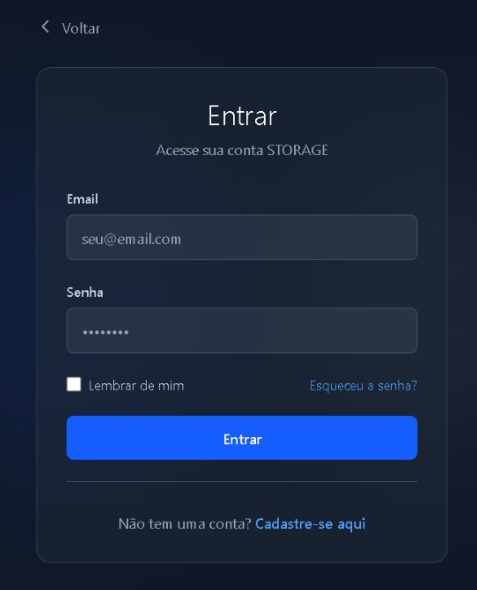 Voltar
Entrar
Acesse sua conta STORAGE
Email
seu@email.com
Senha
••••••••
Lembrar de mim
Esqueceu a senha?
Entrar
Não tem uma conta? Cadastre-se aqui